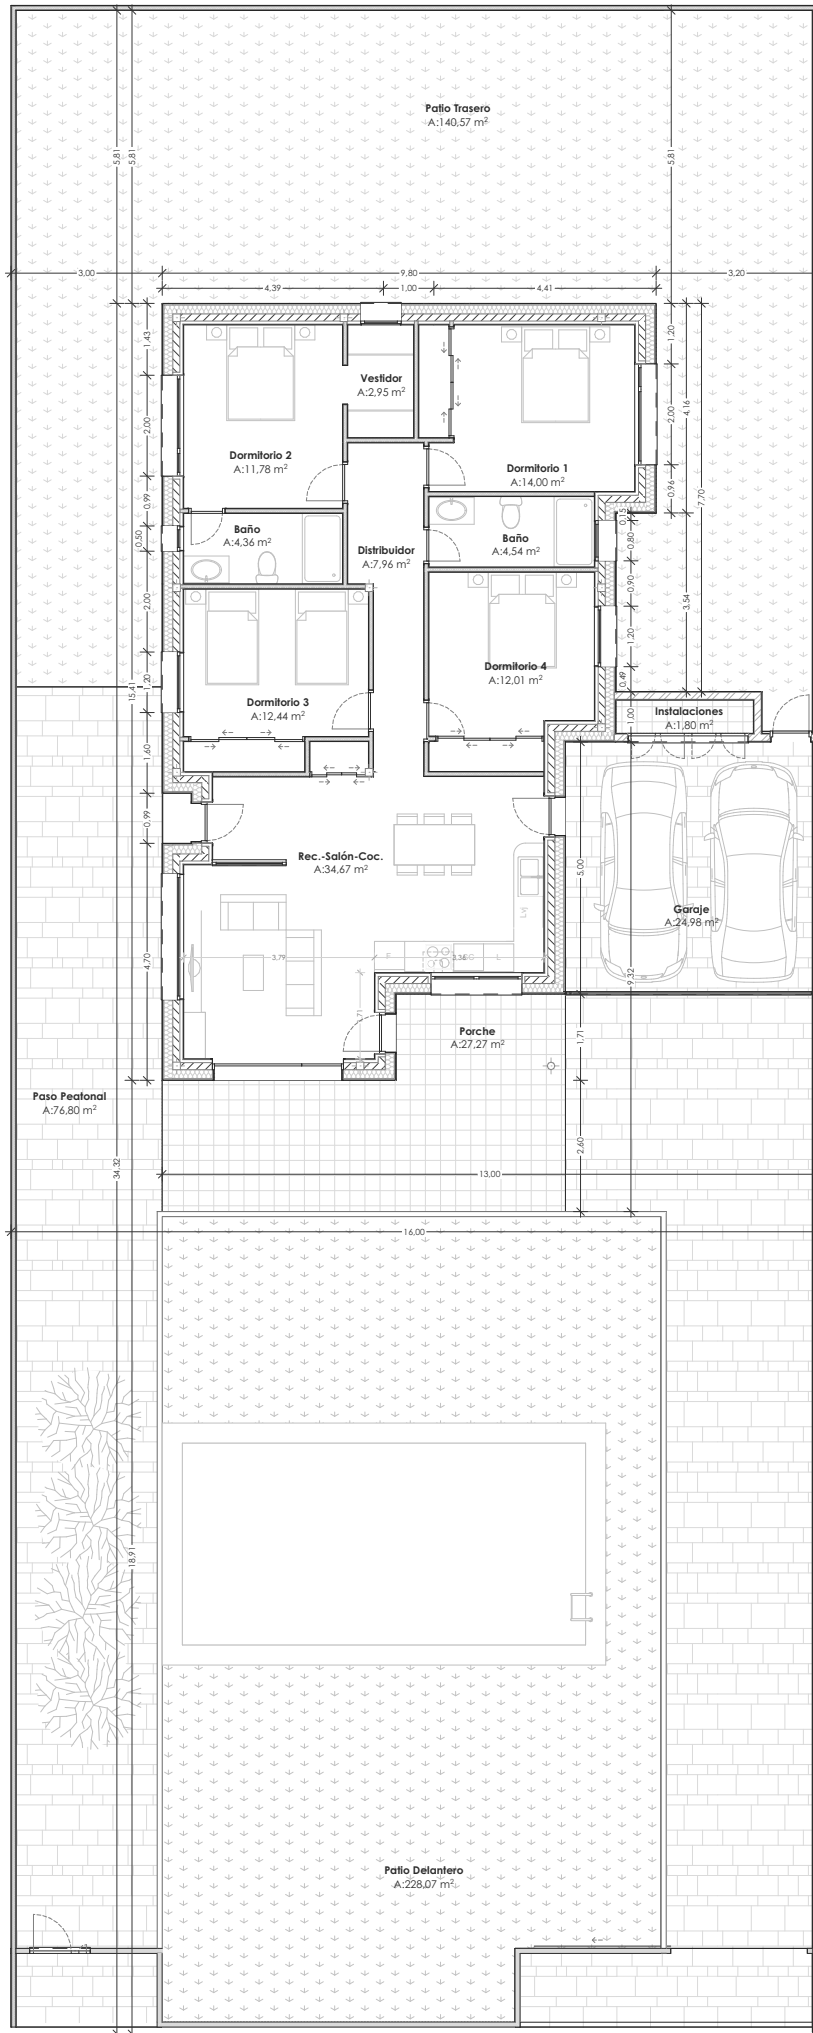 Patio Trasero
A:140,57 m²
5,81
5,81
5,81
3,00
9,80
3,20
4,39
1,00
4,41
1,43
2,00
0,99
0,50
2,00
1,20
15,41
1,60
0,99
4,70
1,20
2,00
4,16
0,96
7,70
0,15
0,80
0,90
3,54
1,20
0,49
1,00
Vestidor
A:2,95 m²
Dormitorio 2
A:11,78 m²
Dormitorio 1
A:14,00 m²
Baño
A:4,36 m²
Baño
A:4,54 m²
Distribuidor
A:7,96 m²
Dormitorio 4
A:12,01 m²
Dormitorio 3
A:12,44 m²
Instalaciones
A:1,80 m²
Rec.-Salón-Coc.
A:34,67 m²
5,00
Garaje
A:24,98 m²
Lvj
3,79
F
L
9,32
Porche
A:27,27 m²
1,71
1,71
Paso Peatonal
A:76,80 m²
2,60
34,32
13,00
16,00
18,91
Patio Delantero
A:228,07 m²